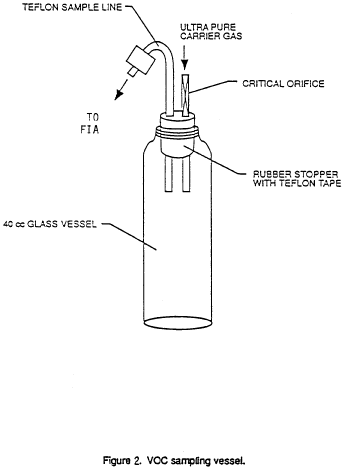 TEFLON SAMPLE LINE
ULTRA PURE
CARRIER GAS
CRITICAL ORIFICE
TO
FIA
RUBBER STOPPER
WITH TEFLON TAPE
40 cc GLASS VESSEL
Figure 2. VOC sampling vessel.